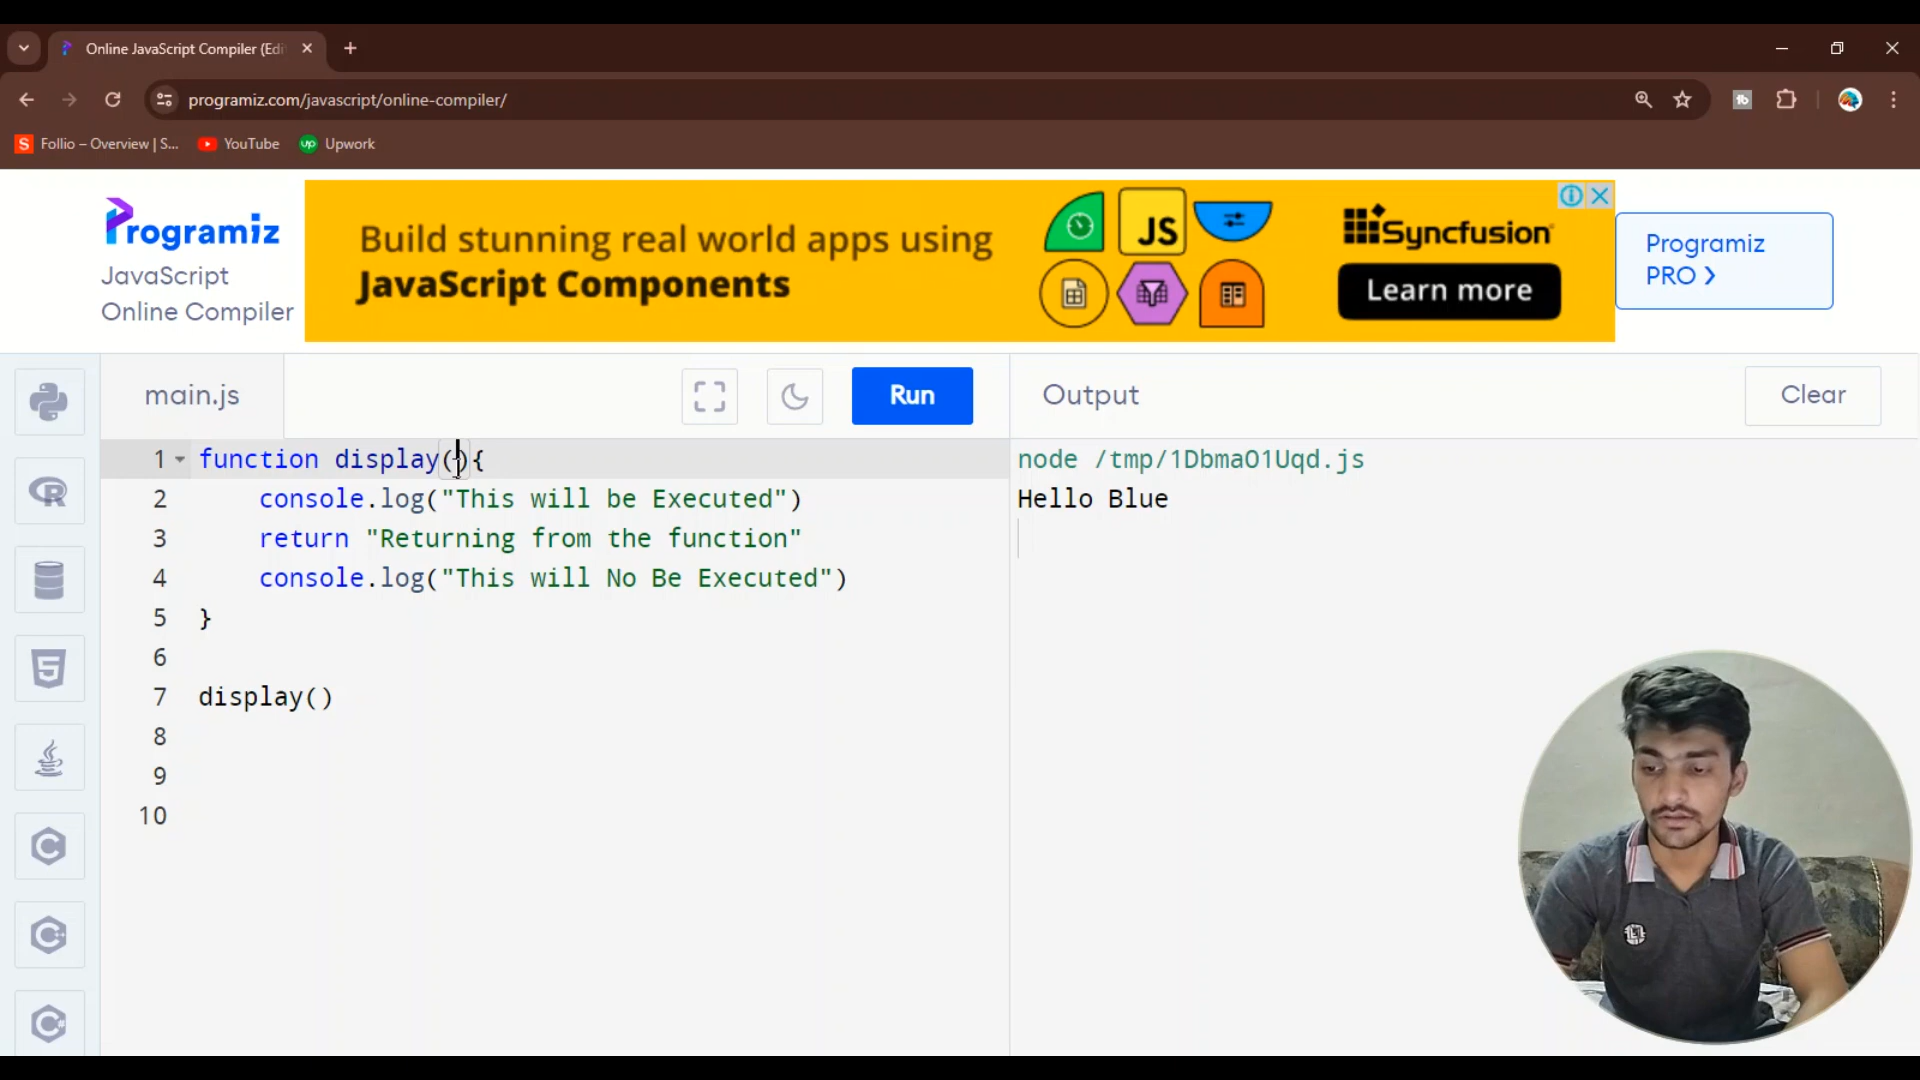 Online JavaScript Compiler (Edi
programiz.com/javascript/online-compiler/
S Follio – Overview | S...
YouTube
up Upwork
Programiz
JavaScript
Online Compiler
Build stunning real world apps using
JavaScript Components
JS
Syncfusion
Learn more
Programiz
PRO ❯
main.js
Run
Output
Clear
1 function display(){
2 console.log("This will be Executed")
3 return "Returning from the function"
4 console.log("This will No Be Executed")
5 }
6
7 display()
8
9
10
node /tmp/1DbmaO1Uqd.js
Hello Blue